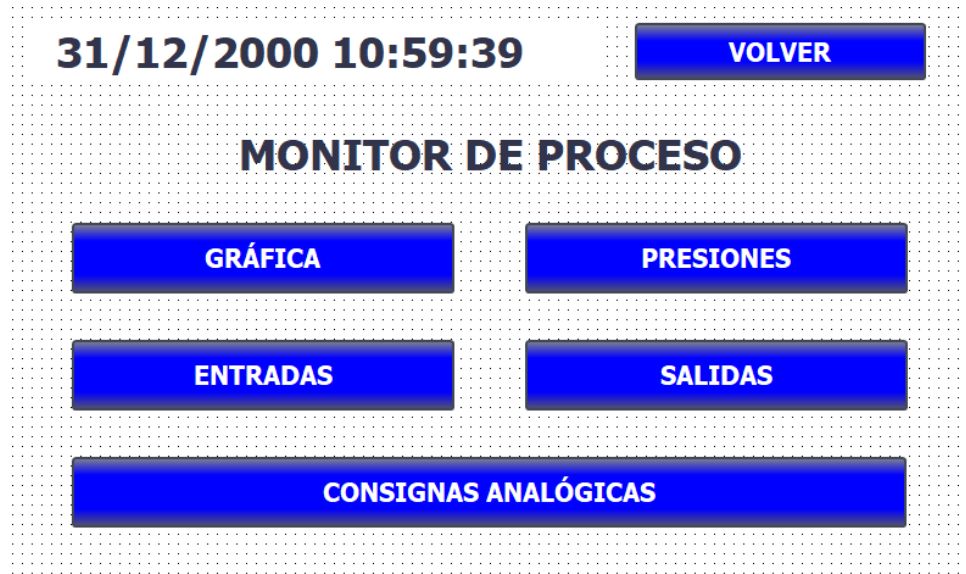 31/12/2000 10:59:39
VOLVER
MONITOR DE PROCESO
GRÁFICA
PRESIONES
ENTRADAS
SALIDAS
CONSIGNAS ANALÓGICAS